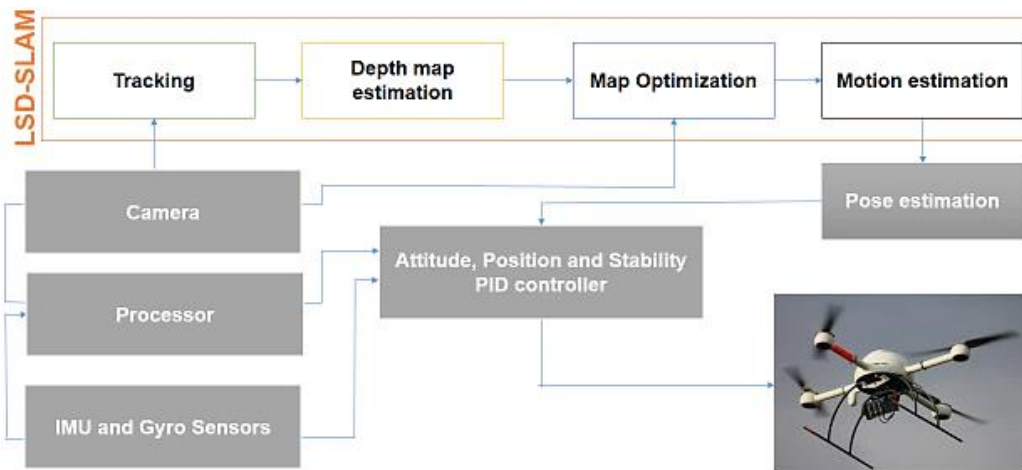 LSD-SLAM
Tracking
Depth map
estimation
Map Optimization
Motion estimation
Camera
Pose estimation
Attitude, Position and Stability
PID controller
Processor
IMU and Gyro Sensors